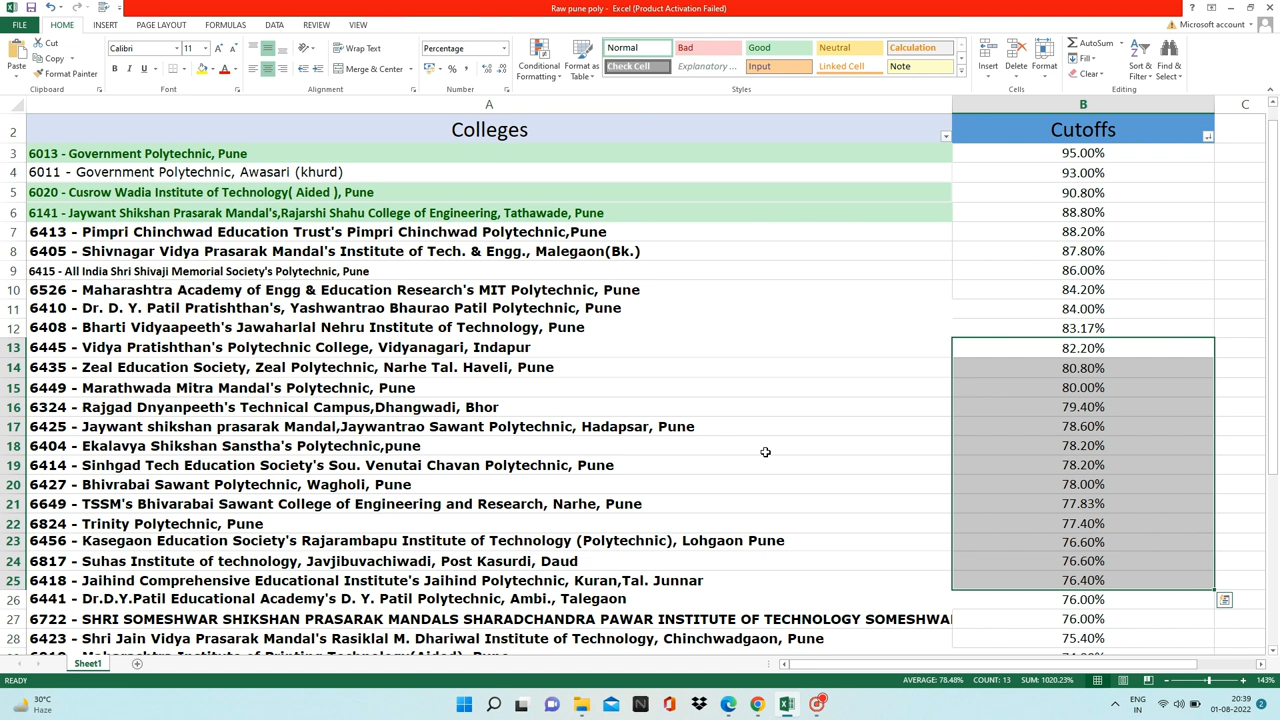 Raw pune poly - Excel (Product Activation Failed)
FILE HOME INSERT PAGE LAYOUT FORMULAS DATA REVIEW VIEW Microsoft account
Paste Cut Copy Format Painter Clipboard
Calibri 11 B I U A Font
Wrap Text Merge & Center Alignment
Percentage % , Number
Conditional Formatting Format as Table
Normal Bad Good Neutral Calculation
Check Cell Explanatory ... Input Linked Cell Note
Styles
Insert Delete Format Cells
AutoSum Fill Clear Sort & Filter Find & Select Editing
A B C
2 Colleges Cutoffs
3 6013 - Government Polytechnic, Pune 95.00%
4 6011 - Government Polytechnic, Awasari (khurd) 93.00%
5 6020 - Cusrow Wadia Institute of Technology( Aided ), Pune 90.80%
6 6141 - Jaywant Shikshan Prasarak Mandal's,Rajarshi Shahu College of Engineering, Tathawade, Pune 88.80%
7 6413 - Pimpri Chinchwad Education Trust's Pimpri Chinchwad Polytechnic,Pune 88.20%
8 6405 - Shivnagar Vidya Prasarak Mandal's Institute of Tech. & Engg., Malegaon(Bk.) 87.80%
9 6415 - All India Shri Shivaji Memorial Society's Polytechnic, Pune 86.00%
10 6526 - Maharashtra Academy of Engg & Education Research's MIT Polytechnic, Pune 84.20%
11 6410 - Dr. D. Y. Patil Pratishthan's, Yashwantrao Bhaurao Patil Polytechnic, Pune 84.00%
12 6408 - Bharti Vidyaapeeth's Jawaharlal Nehru Institute of Technology, Pune 83.17%
13 6445 - Vidya Pratishthan's Polytechnic College, Vidyanagari, Indapur 82.20%
14 6435 - Zeal Education Society, Zeal Polytechnic, Narhe Tal. Haveli, Pune 80.80%
15 6449 - Marathwada Mitra Mandal's Polytechnic, Pune 80.00%
16 6324 - Rajgad Dnyanpeeth's Technical Campus,Dhangwadi, Bhor 79.40%
17 6425 - Jaywant shikshan prasarak Mandal,Jaywantrao Sawant Polytechnic, Hadapsar, Pune 78.60%
18 6404 - Ekalavya Shikshan Sanstha's Polytechnic,pune 78.20%
19 6414 - Sinhgad Tech Education Society's Sou. Venutai Chavan Polytechnic, Pune 78.20%
20 6427 - Bhivrabai Sawant Polytechnic, Wagholi, Pune 78.00%
21 6649 - TSSM's Bhivarabai Sawant College of Engineering and Research, Narhe, Pune 77.83%
22 6824 - Trinity Polytechnic, Pune 77.40%
23 6456 - Kasegaon Education Society's Rajarambapu Institute of Technology (Polytechnic), Lohgaon Pune 76.60%
24 6817 - Suhas Institute of technology, Javjibuvachiwadi, Post Kasurdi, Daud 76.60%
25 6418 - Jaihind Comprehensive Educational Institute's Jaihind Polytechnic, Kuran,Tal. Junnar 76.40%
26 6441 - Dr.D.Y.Patil Educational Academy's D. Y. Patil Polytechnic, Ambi., Talegaon 76.00%
27 6722 - SHRI SOMESHWAR SHIKSHAN PRASARAK MANDALS SHARADCHANDRA PAWAR INSTITUTE OF TECHNOLOGY SOMESHWA 76.00%
28 6423 - Shri Jain Vidya Prasarak Mandal's Rasiklal M. Dhariwal Institute of Technology, Chinchwadgaon, Pune 75.40%
Sheet1
READY AVERAGE: 78.48% COUNT: 13 SUM: 1020.23% 143%
30°C Haze ENG IN 20:39 01-08-2022